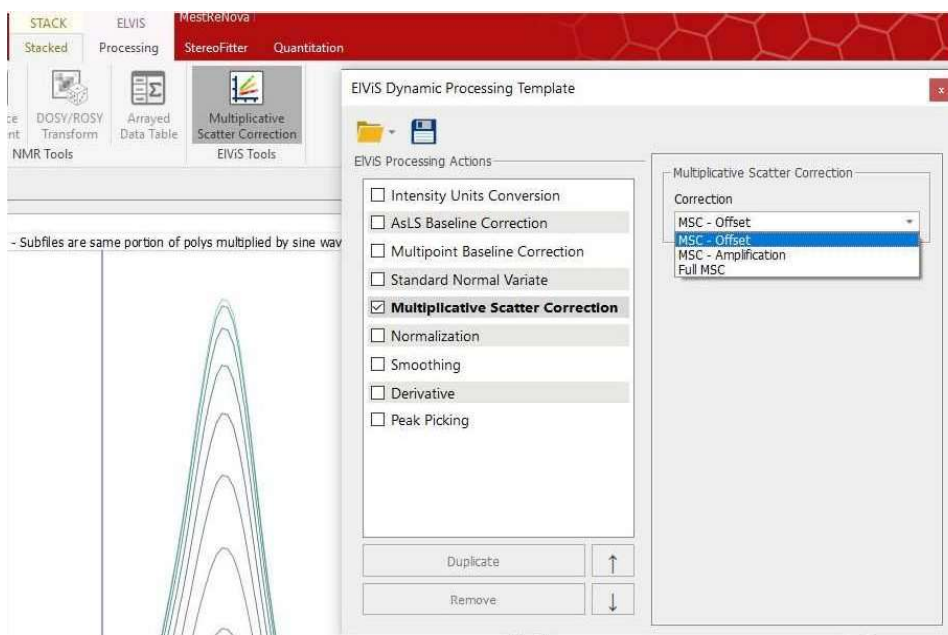 STACK
ELVIS
MestReNova
Stacked
Processing
StereoFitter
Quantitation
DOSY/ROSY
Transform
Arrayed
Data Table
Multiplicative
Scatter Correction
NMR Tools
ElViS Tools
- Subfiles are same portion of polys multiplied by sine wav
ElViS Dynamic Processing Template
x
ElViS Processing Actions
Intensity Units Conversion
AsLS Baseline Correction
Multipoint Baseline Correction
Standard Normal Variate
Multiplicative Scatter Correction
Normalization
Smoothing
Derivative
Peak Picking
Duplicate
Remove
Multiplicative Scatter Correction
Correction
MSC - Offset
MSC - Offset
MSC - Amplification
Full MSC